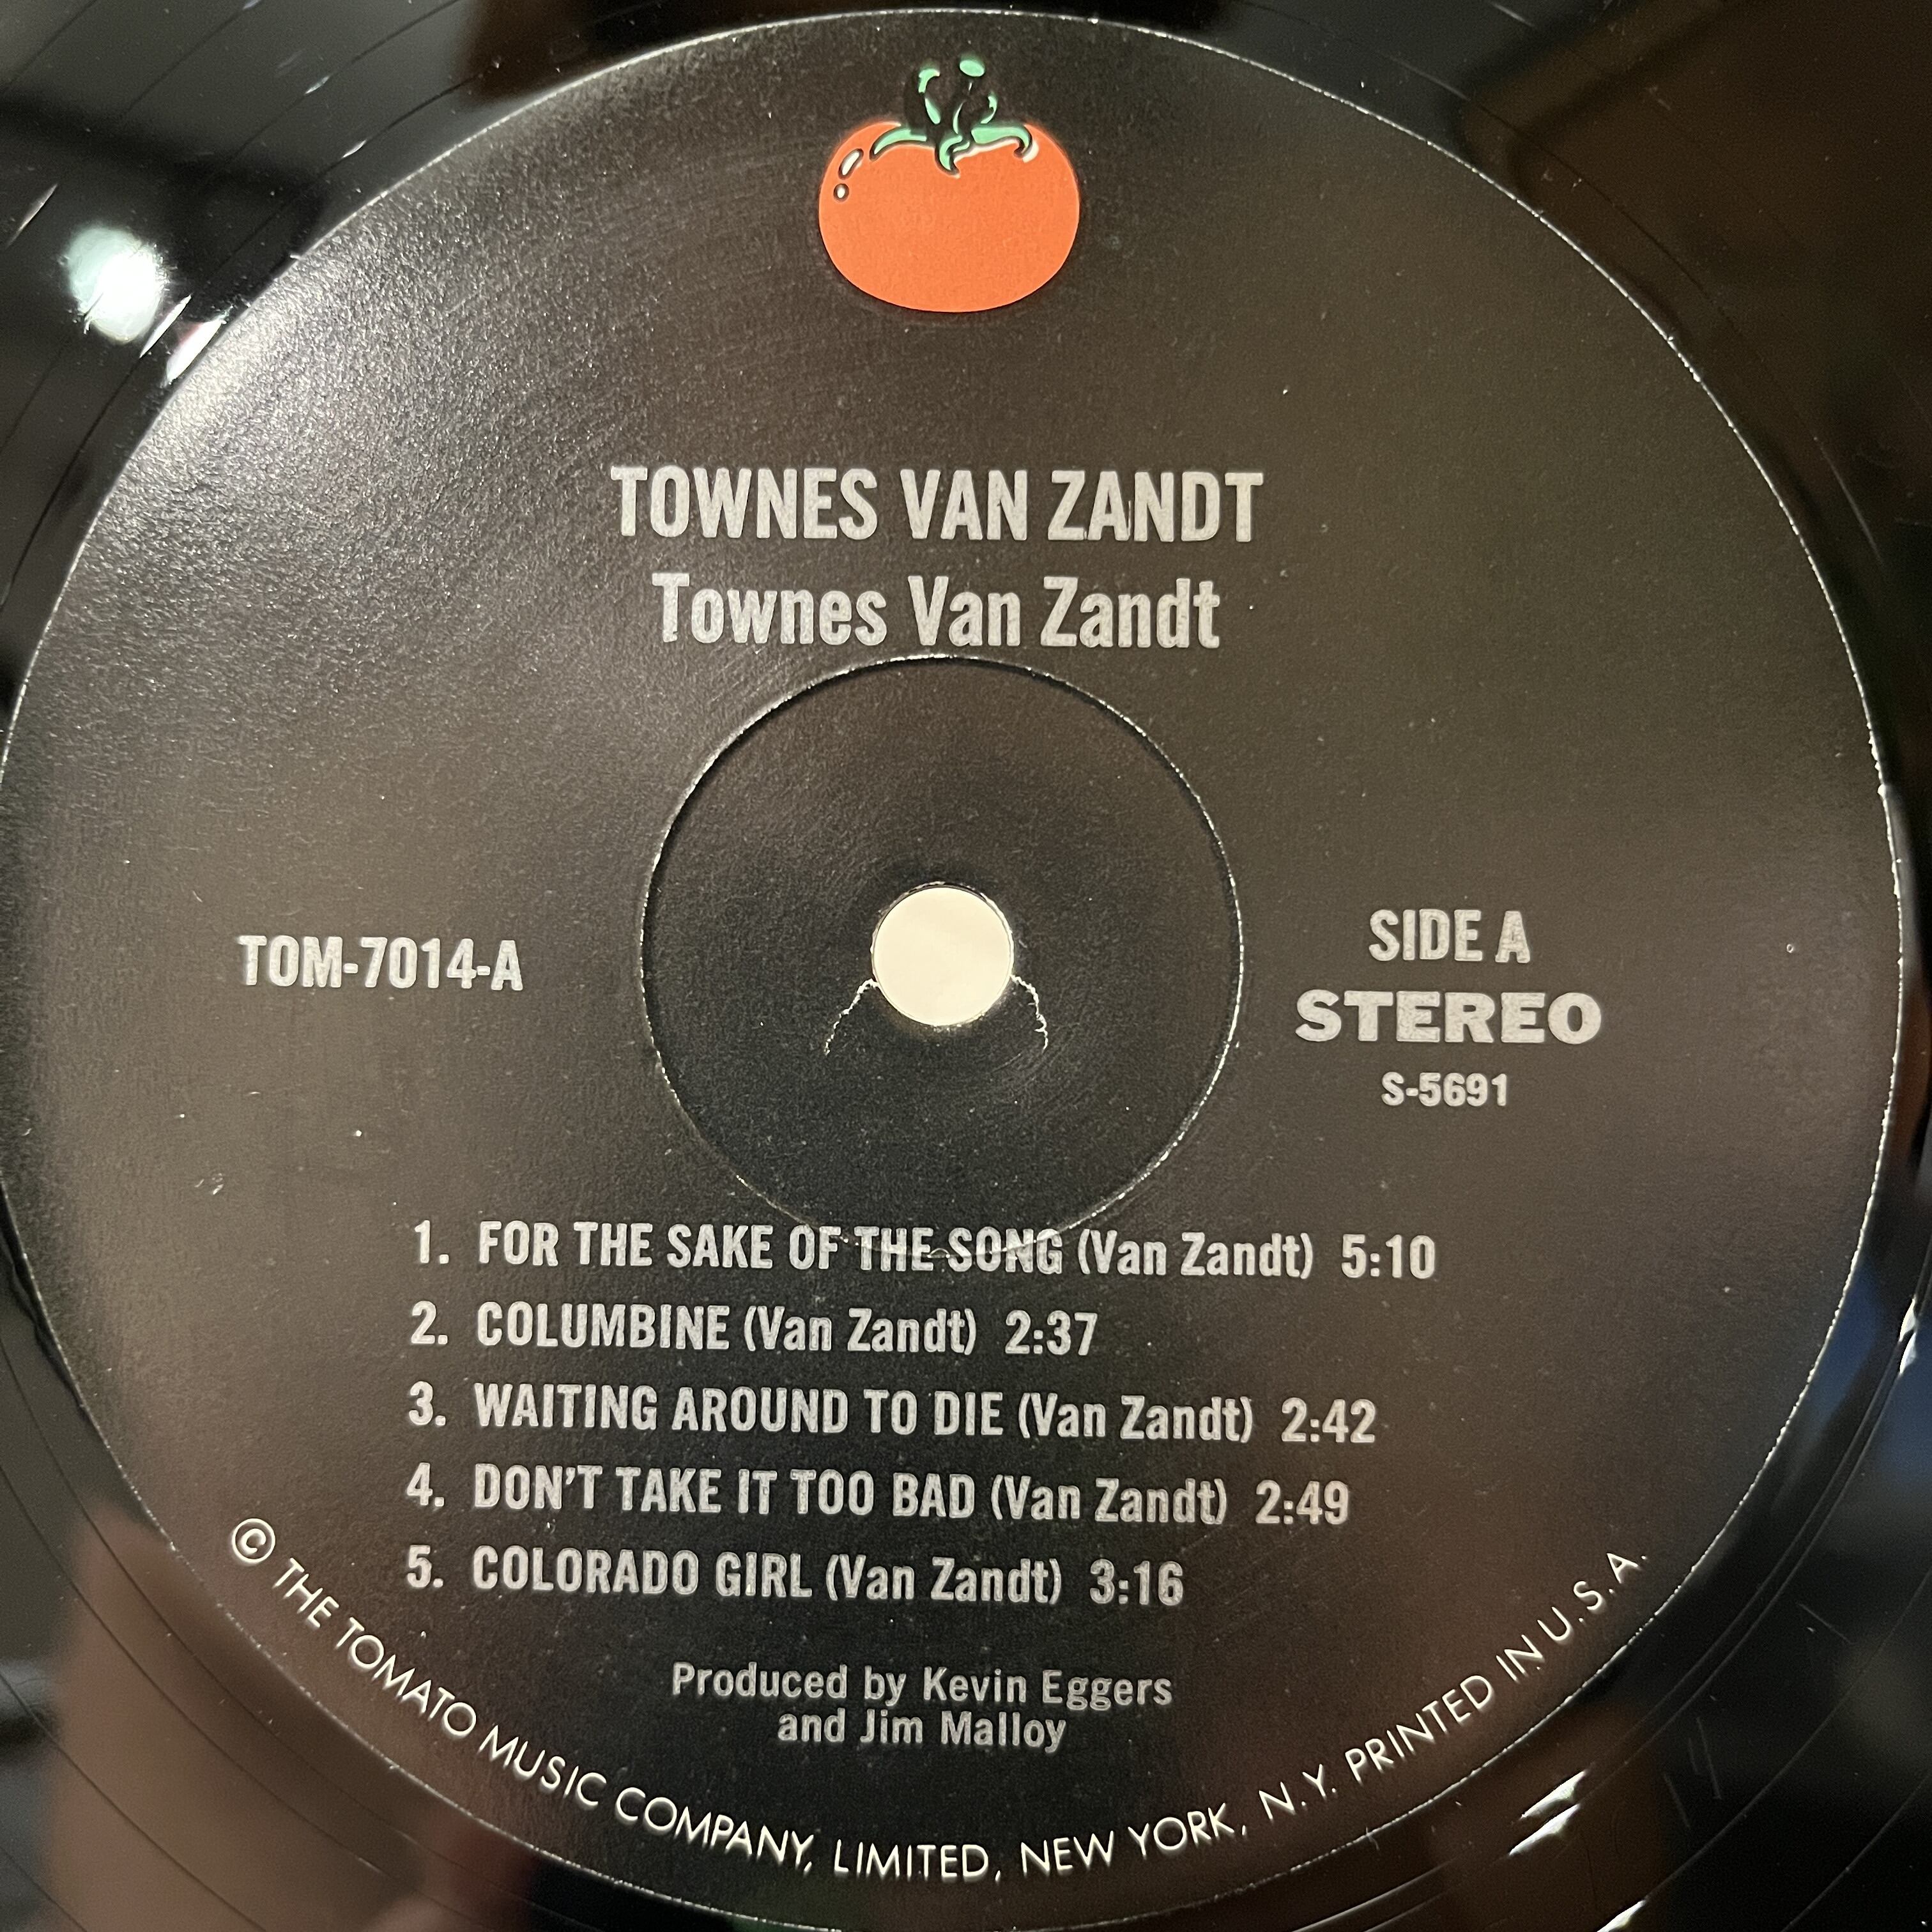 TOWNES VAN ZANDT
Townes Van Zandt
TOM-7014-A
SIDE A
STEREO
S-5691
1. FOR THE SAKE OF THE SONG (Van Zandt) 5:10
2. COLUMBINE (Van Zandt) 2:37
3. WAITING AROUND TO DIE (Van Zandt) 2:42
4. DON'T TAKE IT TOO BAD (Van Zandt) 2:49
5. COLORADO GIRL (Van Zandt) 3:16
Produced by Kevin Eggers
and Jim Malloy
© THE TOMATO MUSIC COMPANY, LIMITED, NEW YORK, N.Y. PRINTED IN U.S.A.